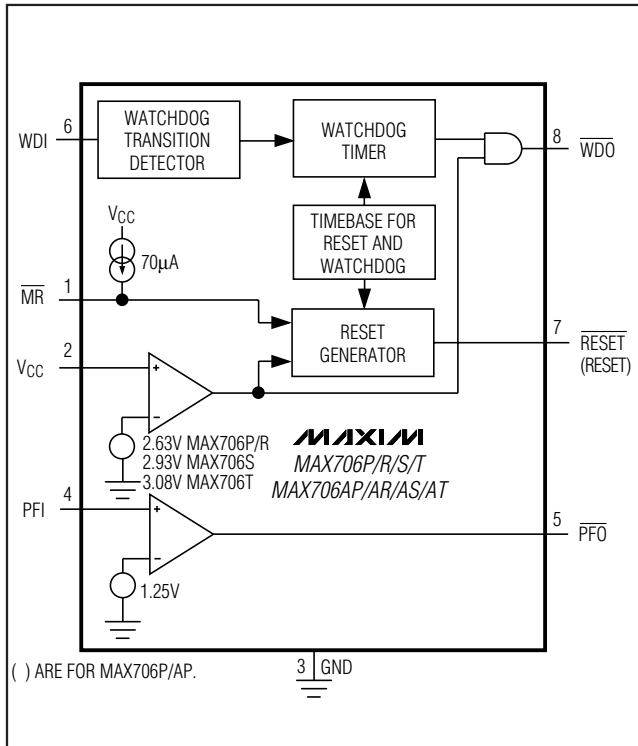 WATCHDOG
TRANSITION
DETECTOR
WATCHDOG
TIMER
6
WDI
8
WDO
VCC
70µA
TIMEBASE FOR
RESET AND
WATCHDOG
1
MR
RESET
GENERATOR
7
RESET
(RESET)
2
VCC
+
−
2.63V MAX706P/R
2.93V MAX706S
3.08V MAX706T
MAXIM
MAX706P/R/S/T
MAX706AP/AR/AS/AT
4
PFI
+
−
5
PFO
1.25V
3 GND
( ) ARE FOR MAX706P/AP.